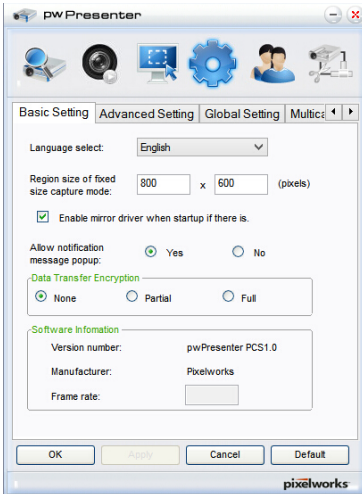 pwPresenter
Basic Setting Advanced Setting Global Setting Multica
Language select: English
Region size of fixed
size capture mode: 800 x 600 (pixels)
Enable mirror driver when startup if there is.
Allow notification
message popup: Yes No
Data Transfer Encryption
None Partial Full
Software Infomation
Version number: pwPresenter PCS1.0
Manufacturer: Pixelworks
Frame rate:
OK Apply Cancel Default
pixelworks